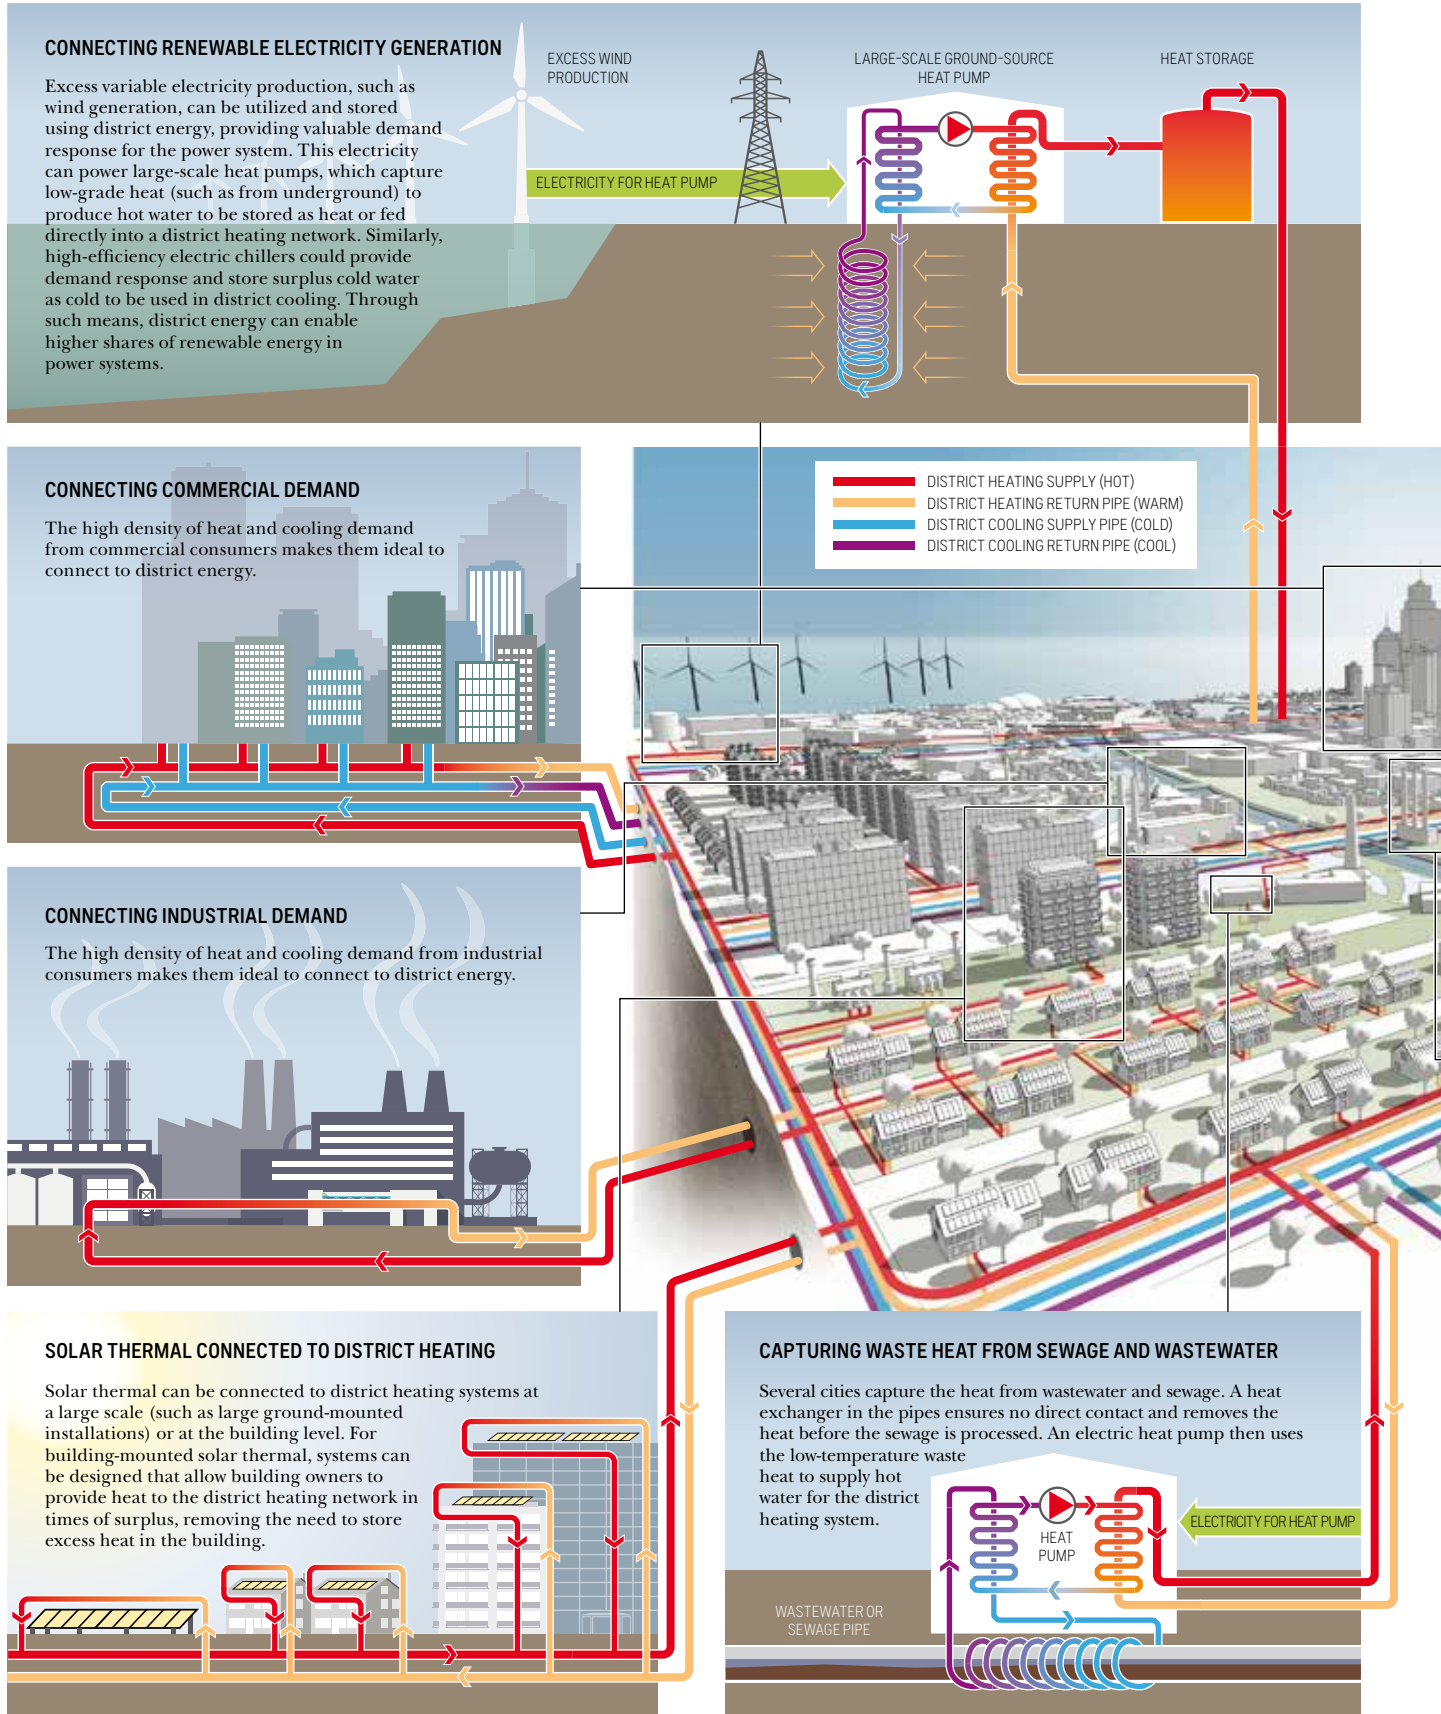 CONNECTING RENEWABLE ELECTRICITY GENERATION
Excess variable electricity production, such as
wind generation, can be utilized and stored
using district energy, providing valuable demand
response for the power system. This electricity
can power large-scale heat pumps, which capture
low-grade heat (such as from underground) to
produce hot water to be stored as heat or fed
directly into a district heating network. Similarly,
high-efficiency electric chillers could provide
demand response and store surplus cold water
as cold to be used in district cooling. Through
such means, district energy can enable
higher shares of renewable energy in
power systems.
EXCESS WIND
PRODUCTION
LARGE-SCALE GROUND-SOURCE
HEAT PUMP
HEAT STORAGE
ELECTRICITY FOR HEAT PUMP
CONNECTING COMMERCIAL DEMAND
The high density of heat and cooling demand
from commercial consumers makes them ideal to
connect to district energy.
DISTRICT HEATING SUPPLY (HOT)
DISTRICT HEATING RETURN PIPE (WARM)
DISTRICT COOLING SUPPLY PIPE (COLD)
DISTRICT COOLING RETURN PIPE (COOL)
CONNECTING INDUSTRIAL DEMAND
The high density of heat and cooling demand from industrial
consumers makes them ideal to connect to district energy.
SOLAR THERMAL CONNECTED TO DISTRICT HEATING
Solar thermal can be connected to district heating systems at
a large scale (such as large ground-mounted
installations) or at the building level. For
building-mounted solar thermal, systems can
be designed that allow building owners to
provide heat to the district heating network in
times of surplus, removing the need to store
excess heat in the building.
CAPTURING WASTE HEAT FROM SEWAGE AND WASTEWATER
Several cities capture the heat from wastewater and sewage. A heat
exchanger in the pipes ensures no direct contact and removes the
heat before the sewage is processed. An electric heat pump then uses
the low-temperature waste
heat to supply hot
water for the district
heating system.
HEAT
PUMP
ELECTRICITY FOR HEAT PUMP
WASTEWATER OR
SEWAGE PIPE